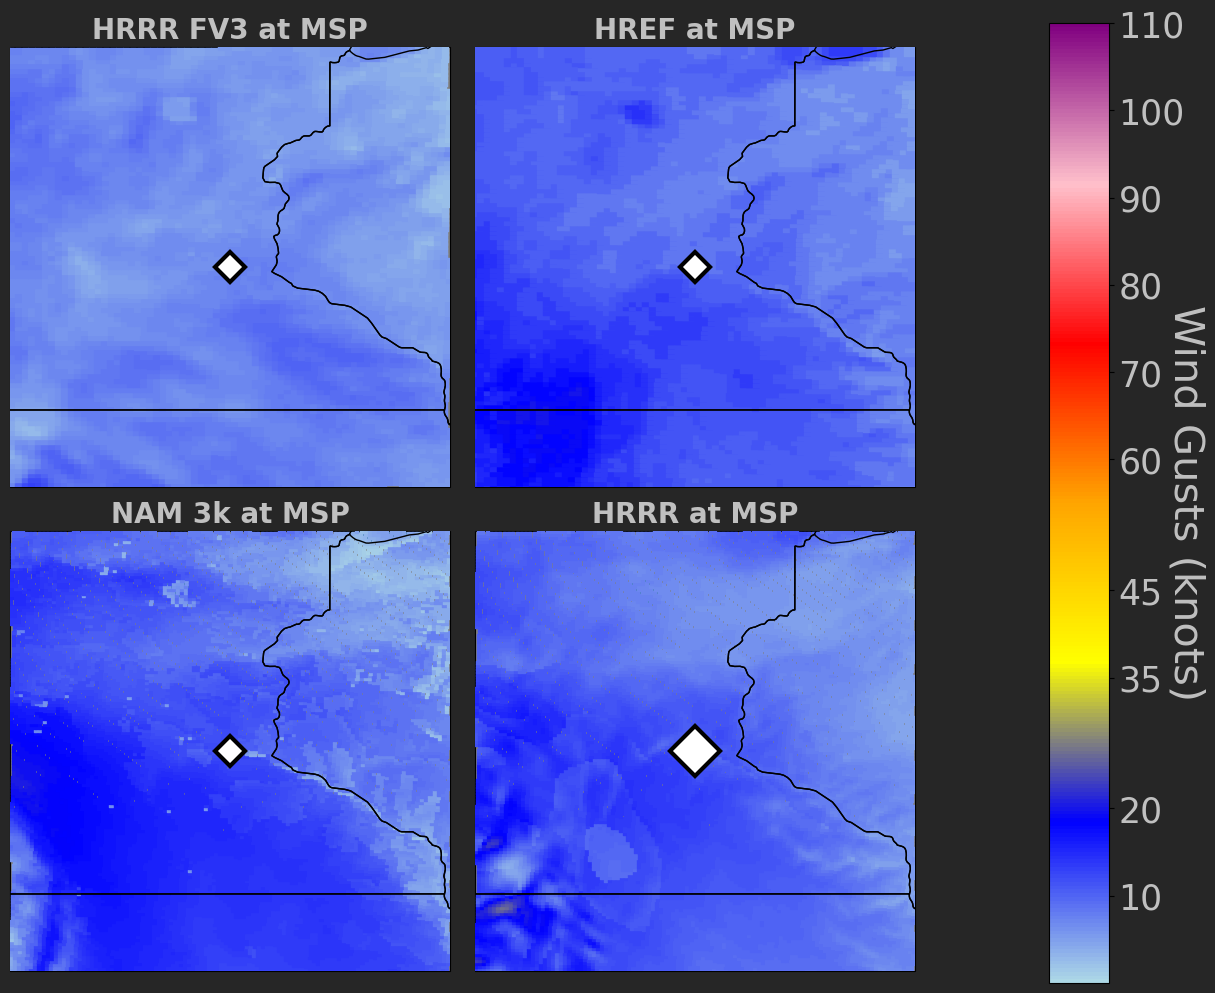 HRRR FV3 at MSP
HREF at MSP
NAM 3k at MSP
HRRR at MSP
110
100
90
80
70
60
45
35
20
10
Wind Gusts (knots)